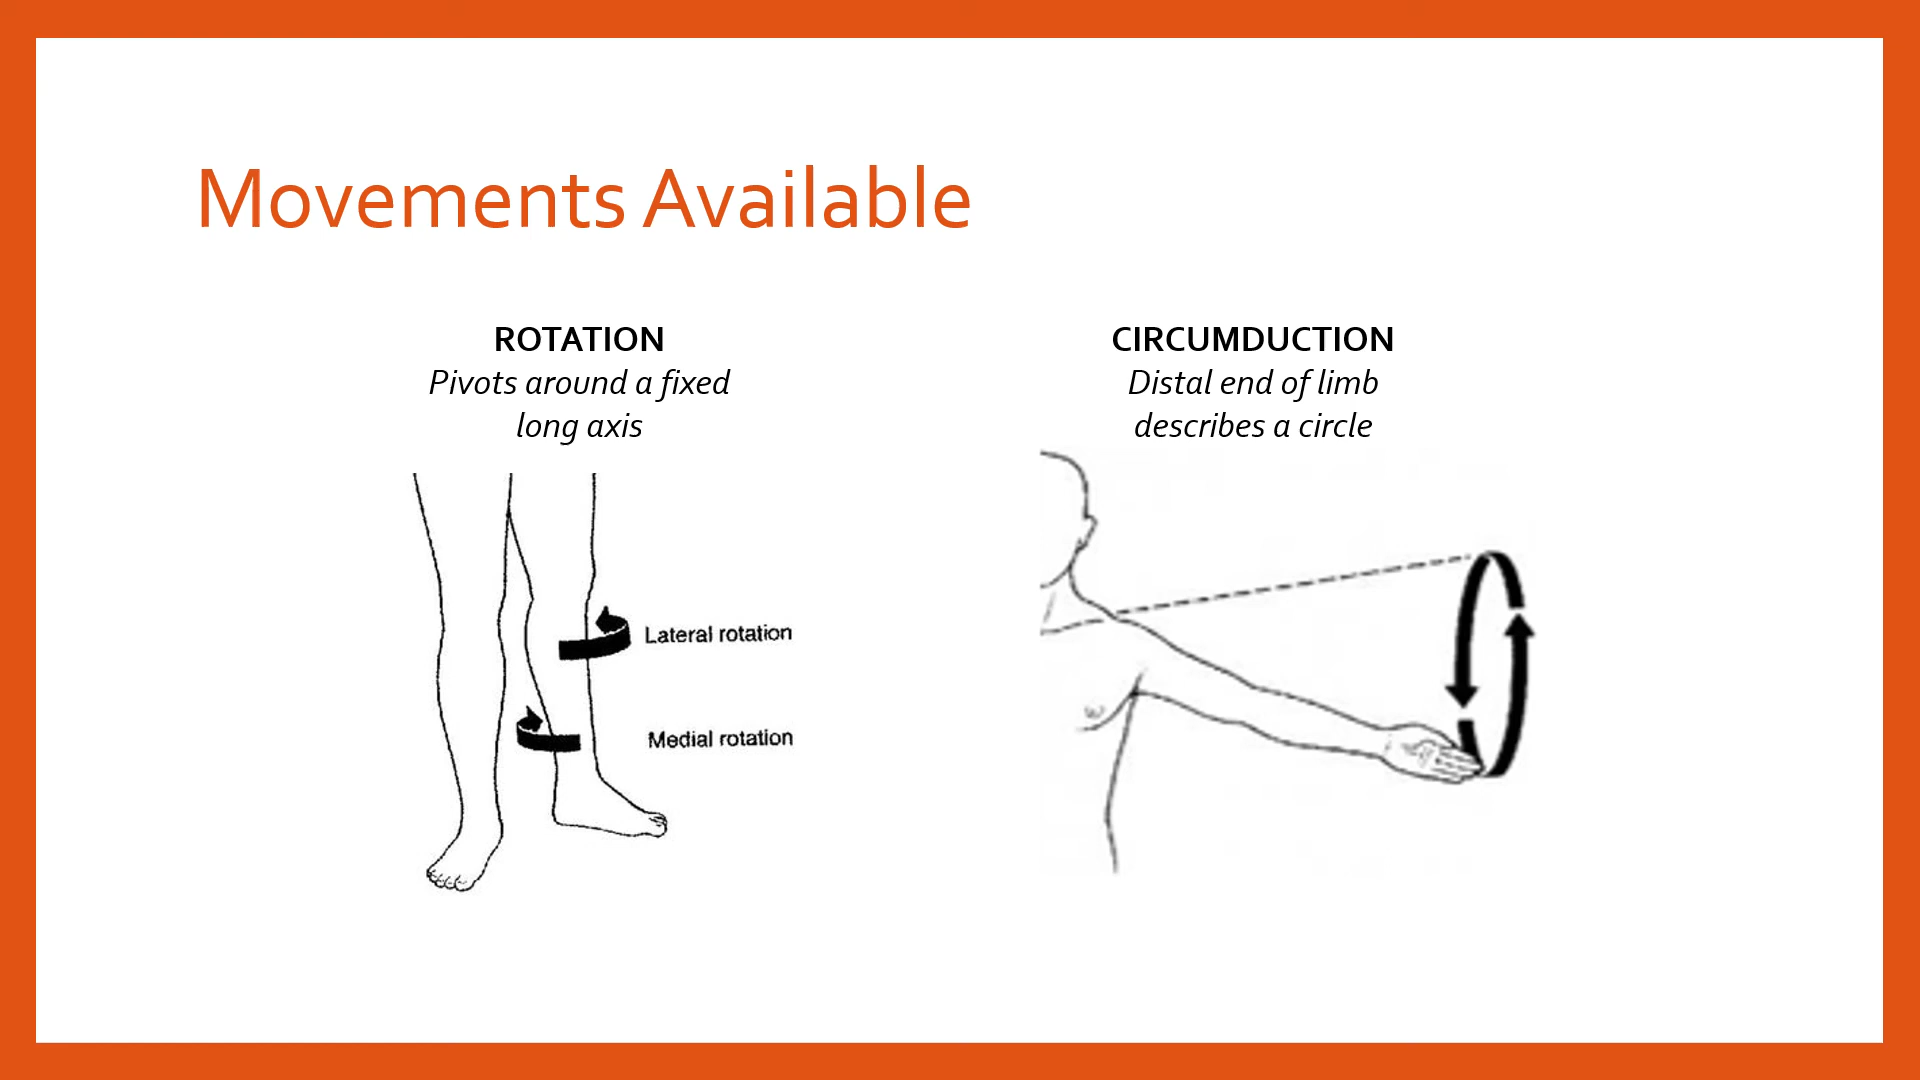 Movements Available
ROTATION
Pivots around a fixed
long axis
Lateral rotation
Medial rotation
CIRCUMDUCTION
Distal end of limb
describes a circle